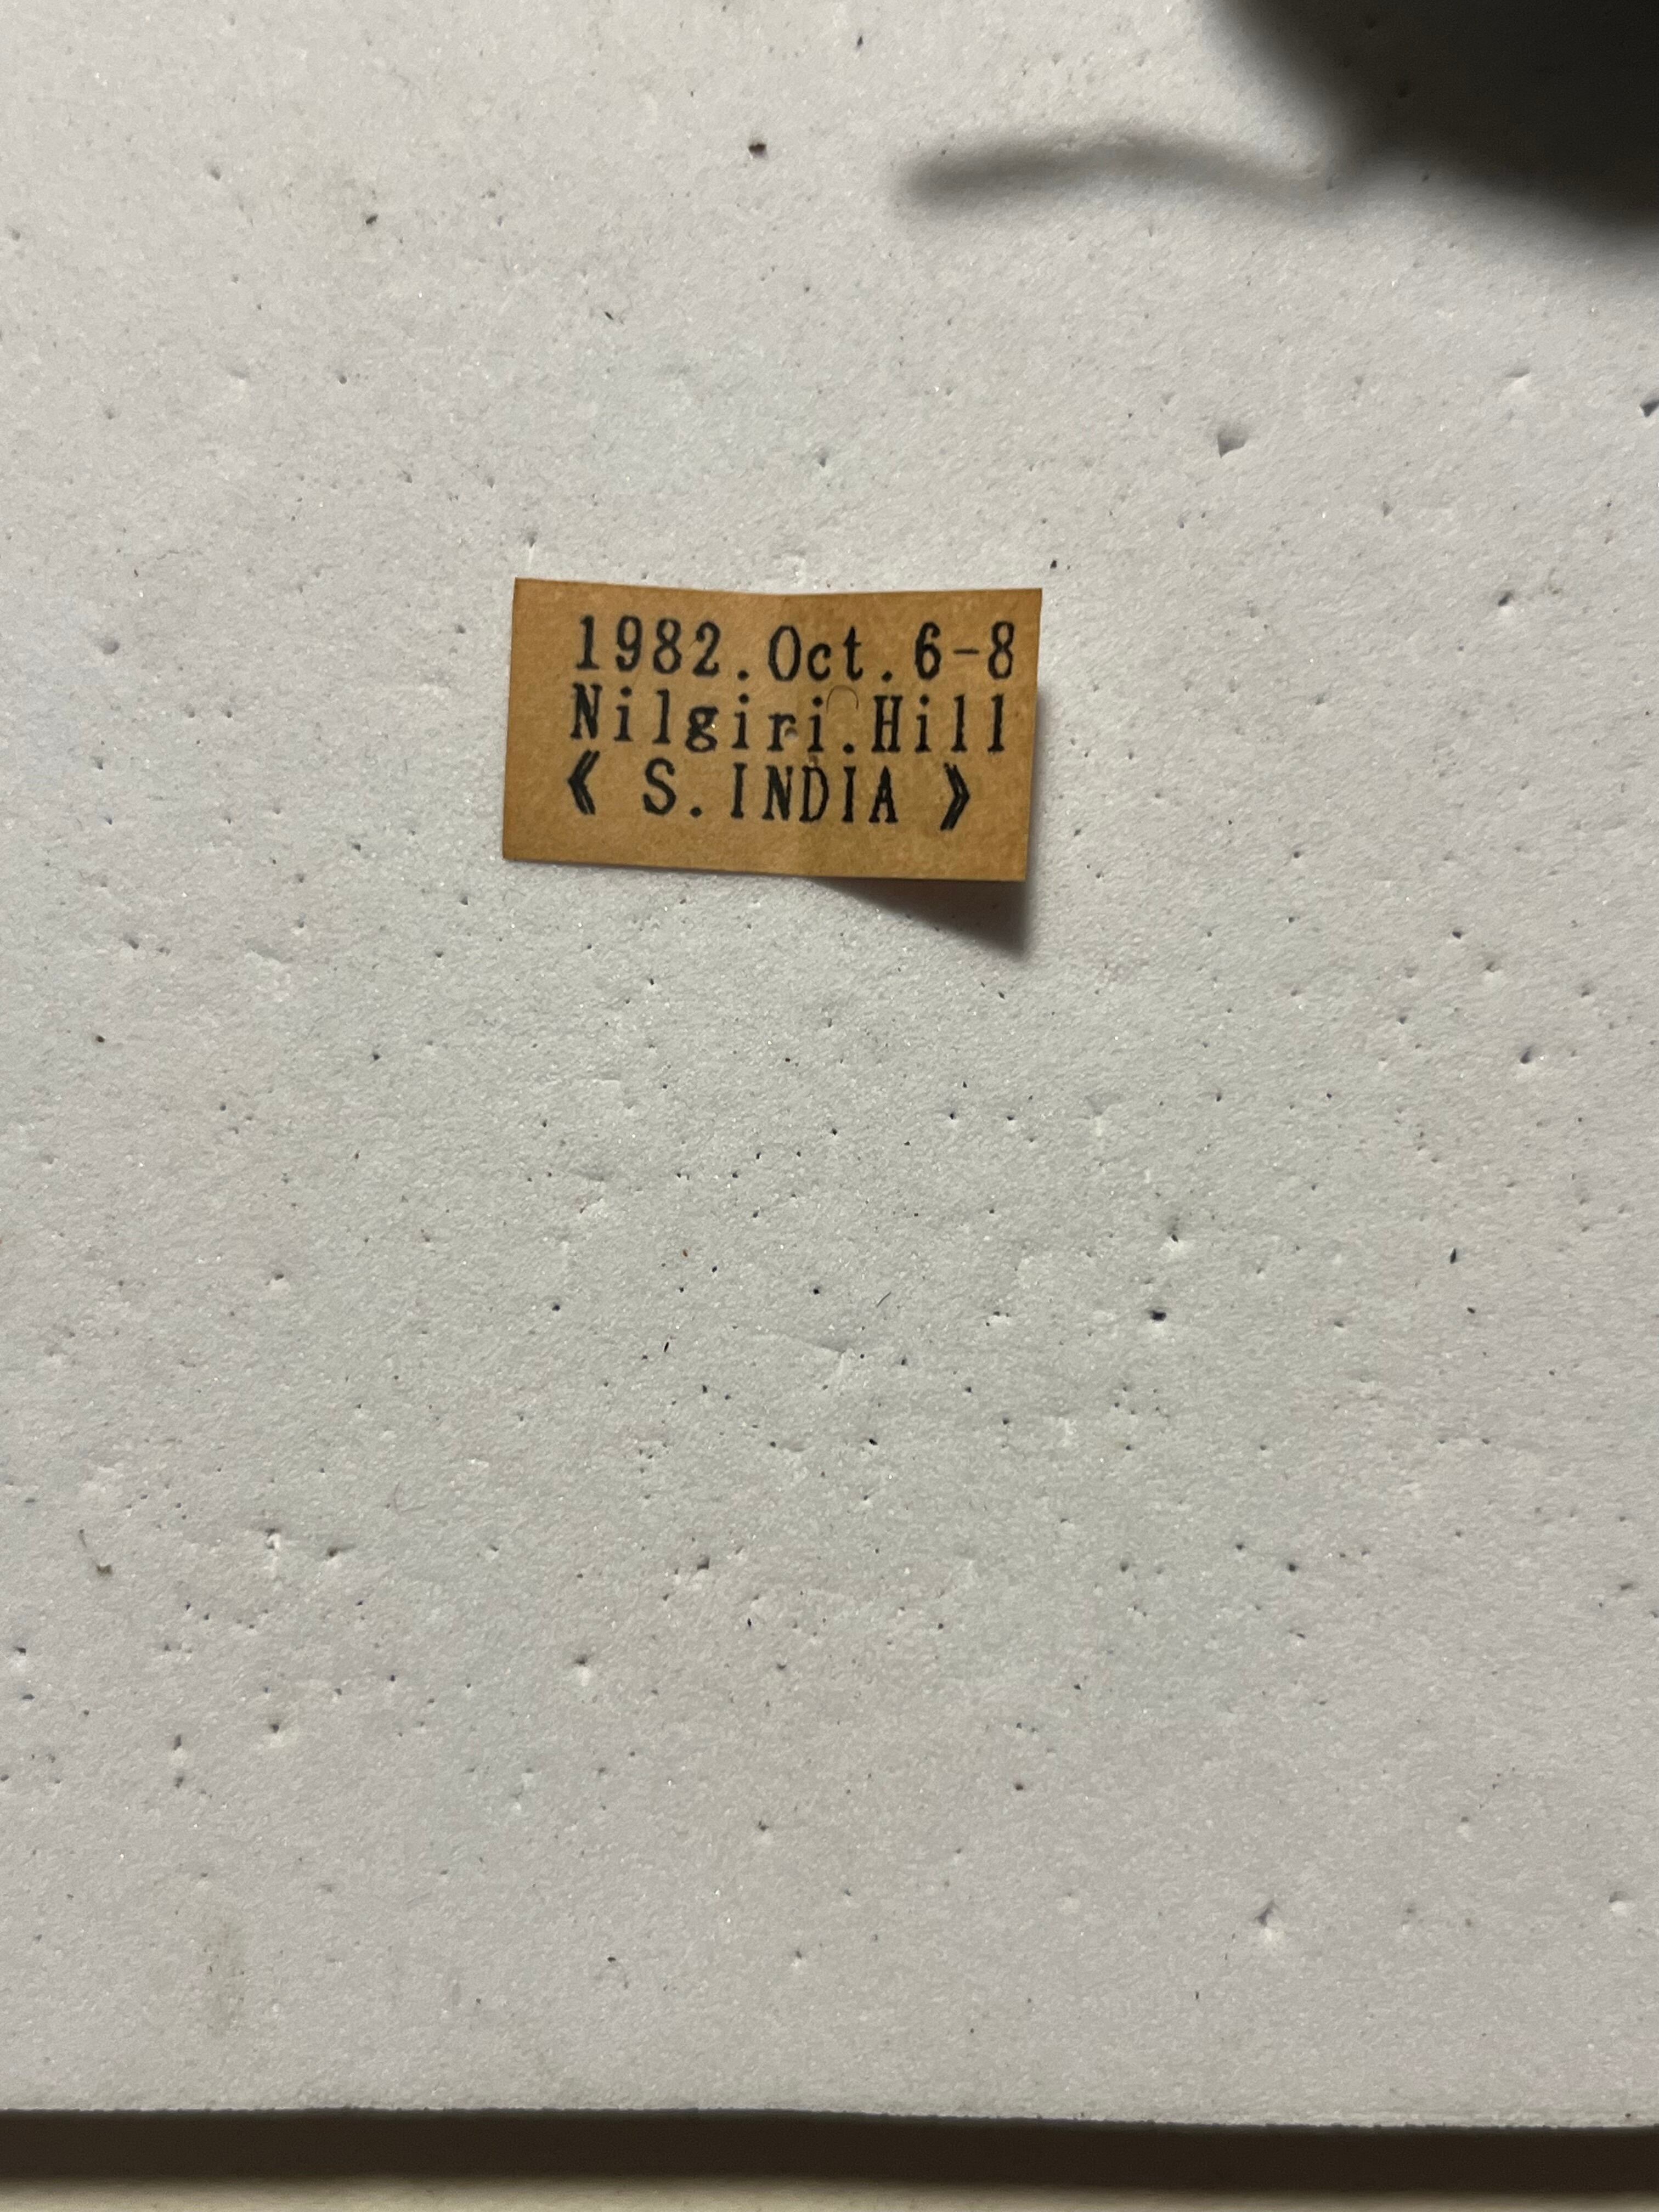 1982.Oct.6-8
Nilgiri.Hill
《 S.INDIA 》